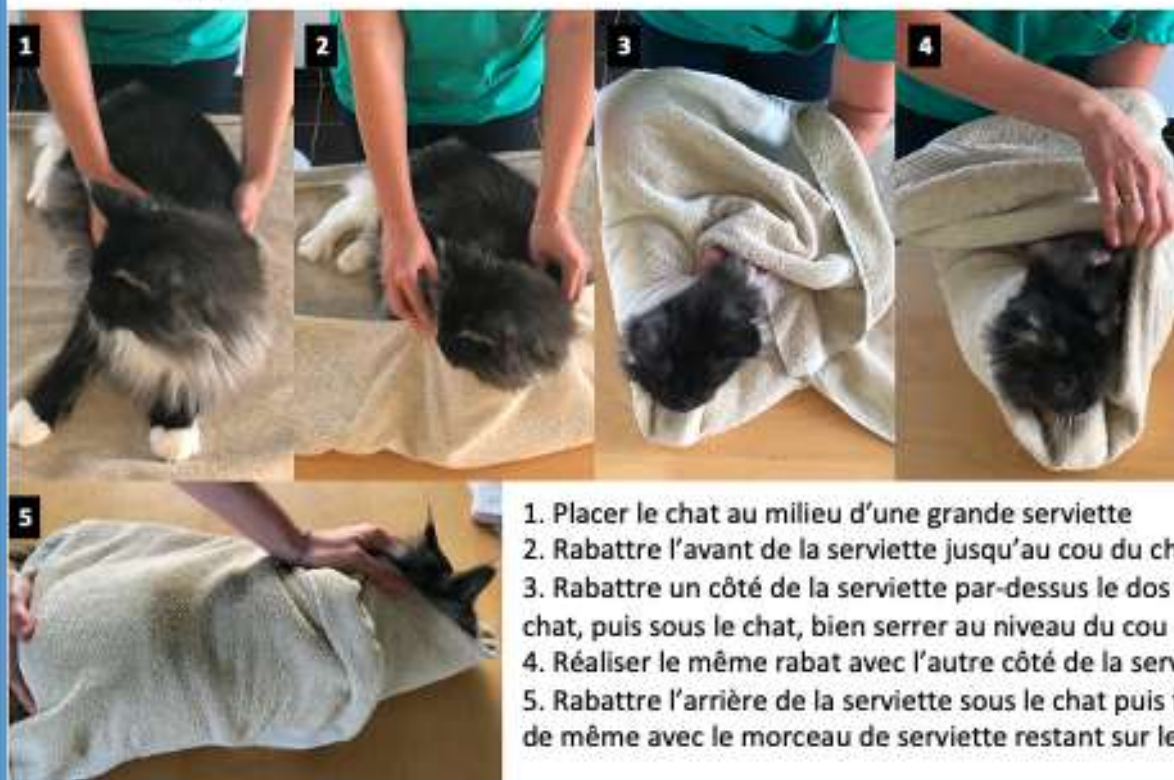 1
2
3
4
5
1. Placer le chat au milieu d'une grande serviette
2. Rabattre l'avant de la serviette jusqu'au cou du
3. Rabattre un côté de la serviette par-dessus le dos
chat, puis sous le chat, bien serrer au niveau du cou
4. Réaliser le même rabat avec l'autre côté de la
5. Rabattre l'arrière de la serviette sous le chat puis
de même avec le morceau de serviette restant sur